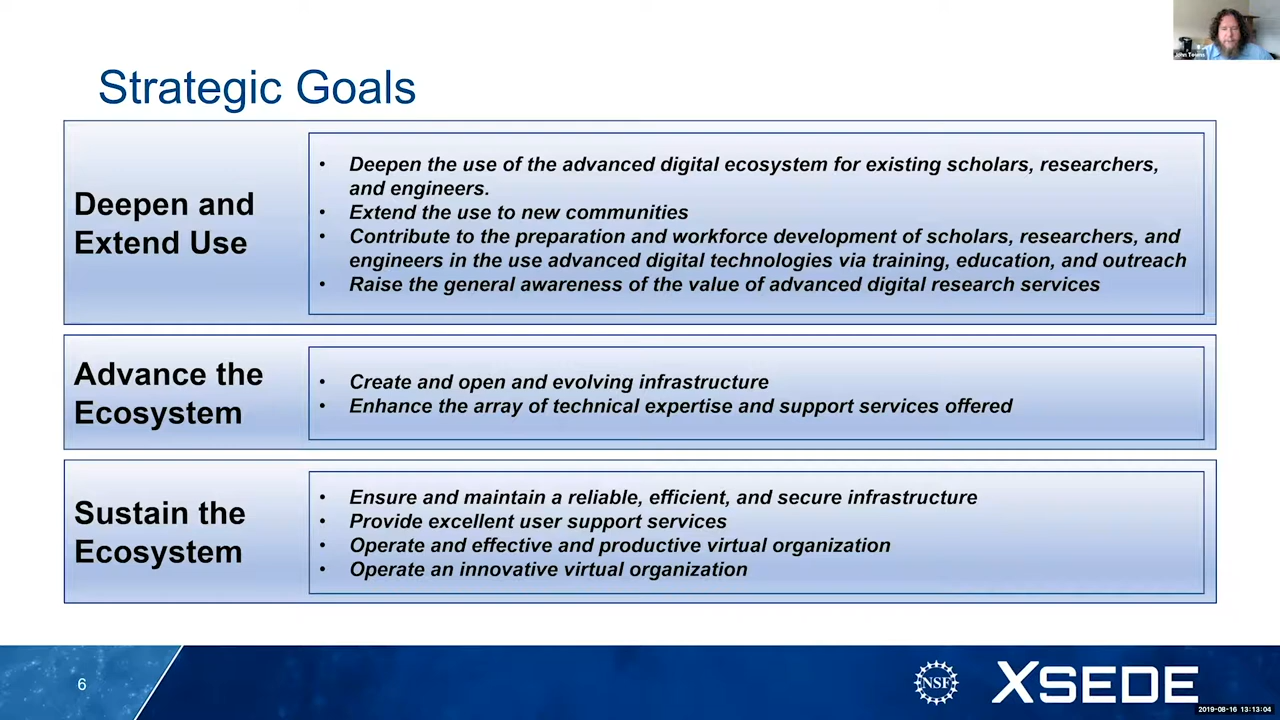 John Towns
Strategic Goals
Deepen and
Extend Use
• Deepen the use of the advanced digital ecosystem for existing scholars, researchers,
and engineers.
• Extend the use to new communities
• Contribute to the preparation and workforce development of scholars, researchers, and
engineers in the use advanced digital technologies via training, education, and outreach
• Raise the general awareness of the value of advanced digital research services
Advance the
Ecosystem
• Create and open and evolving infrastructure
• Enhance the array of technical expertise and support services offered
Sustain the
Ecosystem
• Ensure and maintain a reliable, efficient, and secure infrastructure
• Provide excellent user support services
• Operate and effective and productive virtual organization
• Operate an innovative virtual organization
6
NSF
XSEDE
2019-08-16 13:13:04